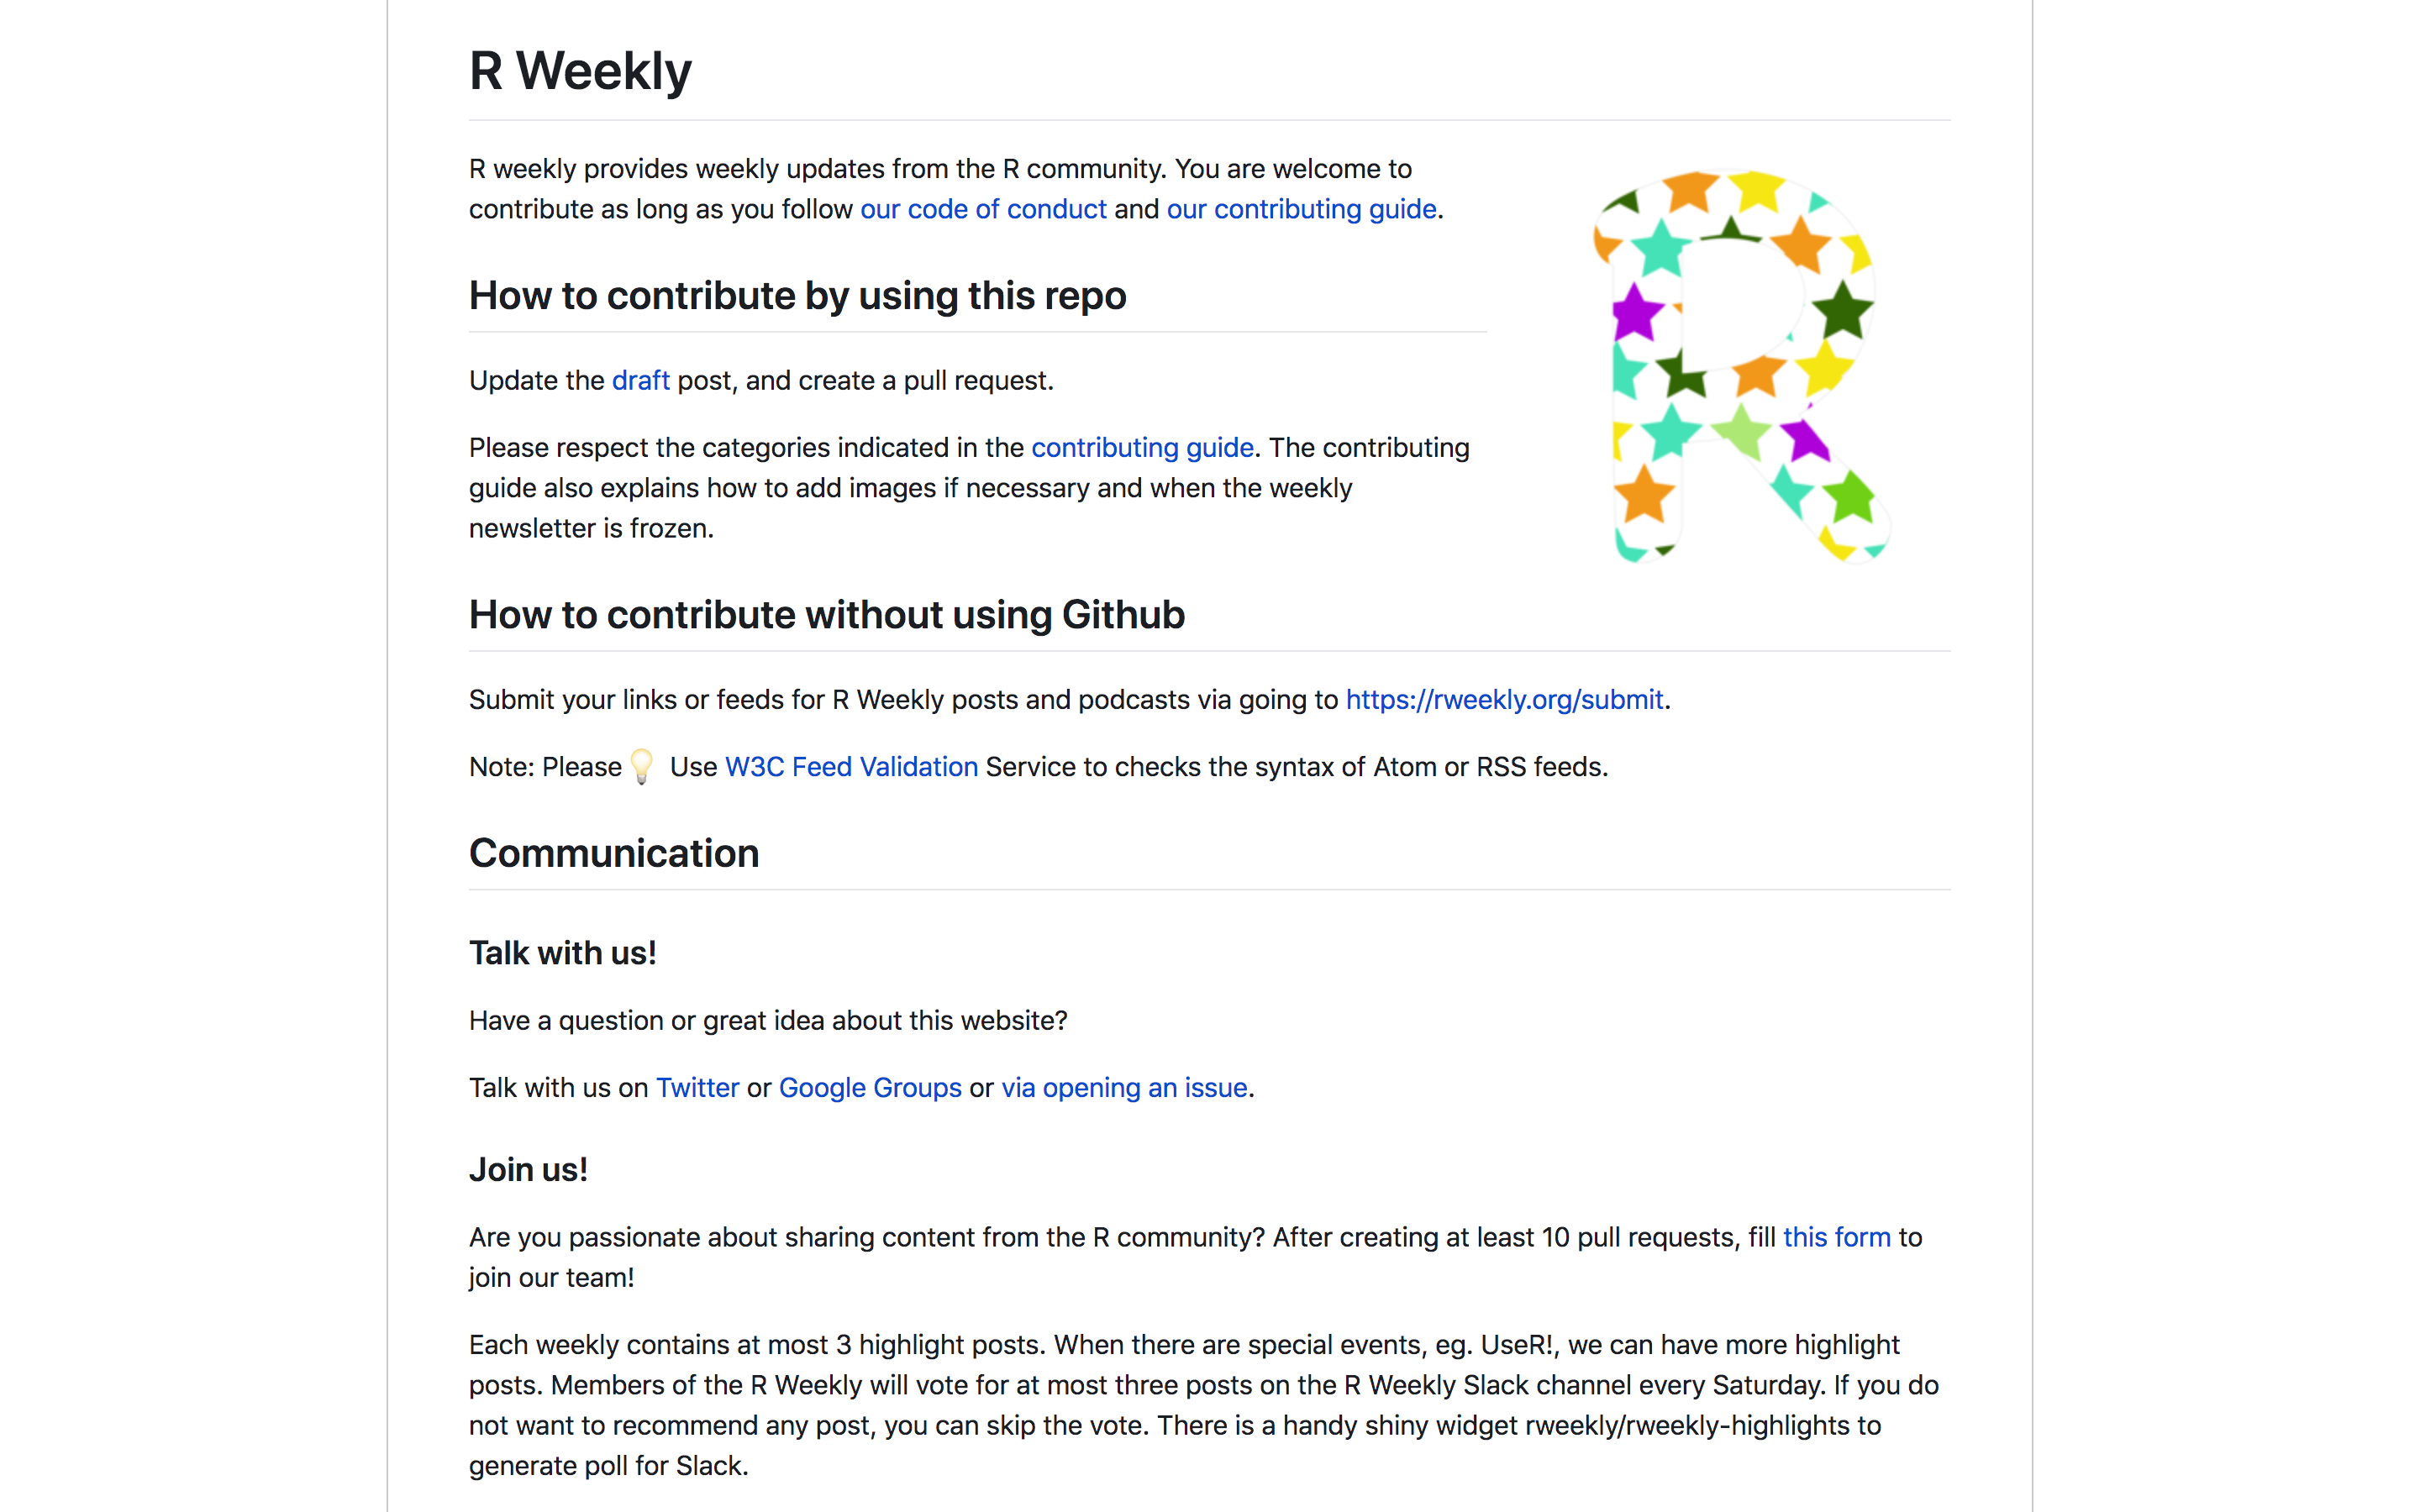 R Weekly
R weekly provides weekly updates from the R community. You are welcome to
contribute as long as you follow our code of conduct and our contributing guide.
How to contribute by using this repo
Update the draft post, and create a pull request.
Please respect the categories indicated in the contributing guide. The contributing
guide also explains how to add images if necessary and when the weekly
newsletter is frozen.
How to contribute without using Github
Submit your links or feeds for R Weekly posts and podcasts via going to https://rweekly.org/submit.
Note: Please 💡 Use W3C Feed Validation Service to checks the syntax of Atom or RSS feeds.
Communication
Talk with us!
Have a question or great idea about this website?
Talk with us on Twitter or Google Groups or via opening an issue.
Join us!
Are you passionate about sharing content from the R community? After creating at least 10 pull requests, fill this form to
join our team!
Each weekly contains at most 3 highlight posts. When there are special events, eg. UseR!, we can have more highlight
posts. Members of the R Weekly will vote for at most three posts on the R Weekly Slack channel every Saturday. If you do
not want to recommend any post, you can skip the vote. There is a handy shiny widget rweekly/rweekly-highlights to
generate poll for Slack.
R